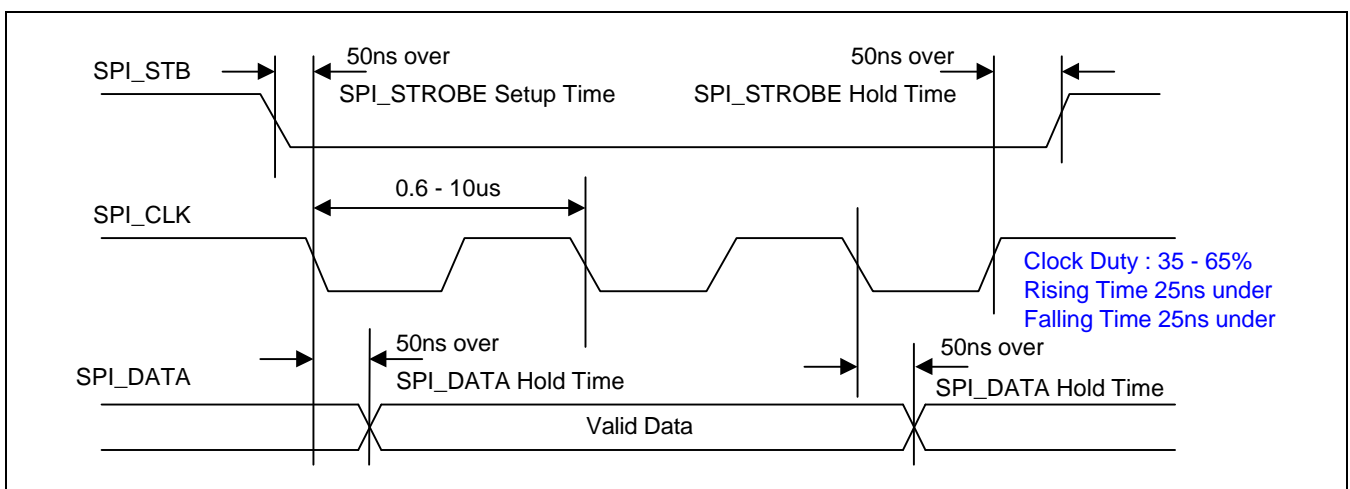 50ns over
50ns over
SPI_STB
SPI_STROBE Setup Time
SPI_STROBE Hold Time
0.6 - 10us
SPI_CLK
Clock Duty : 35 - 65%
Rising Time 25ns under
Falling Time 25ns under
50ns over
50ns over
SPI_DATA
SPI_DATA Hold Time
SPI_DATA Hold Time
Valid Data